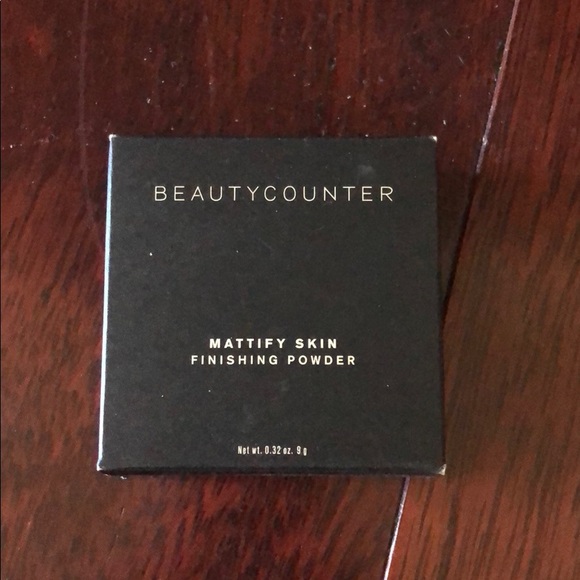 BEAUTYCOUNTER
MATTIFY SKIN
FINISHING POWDER
Net wt. 0.32 oz. 9 g